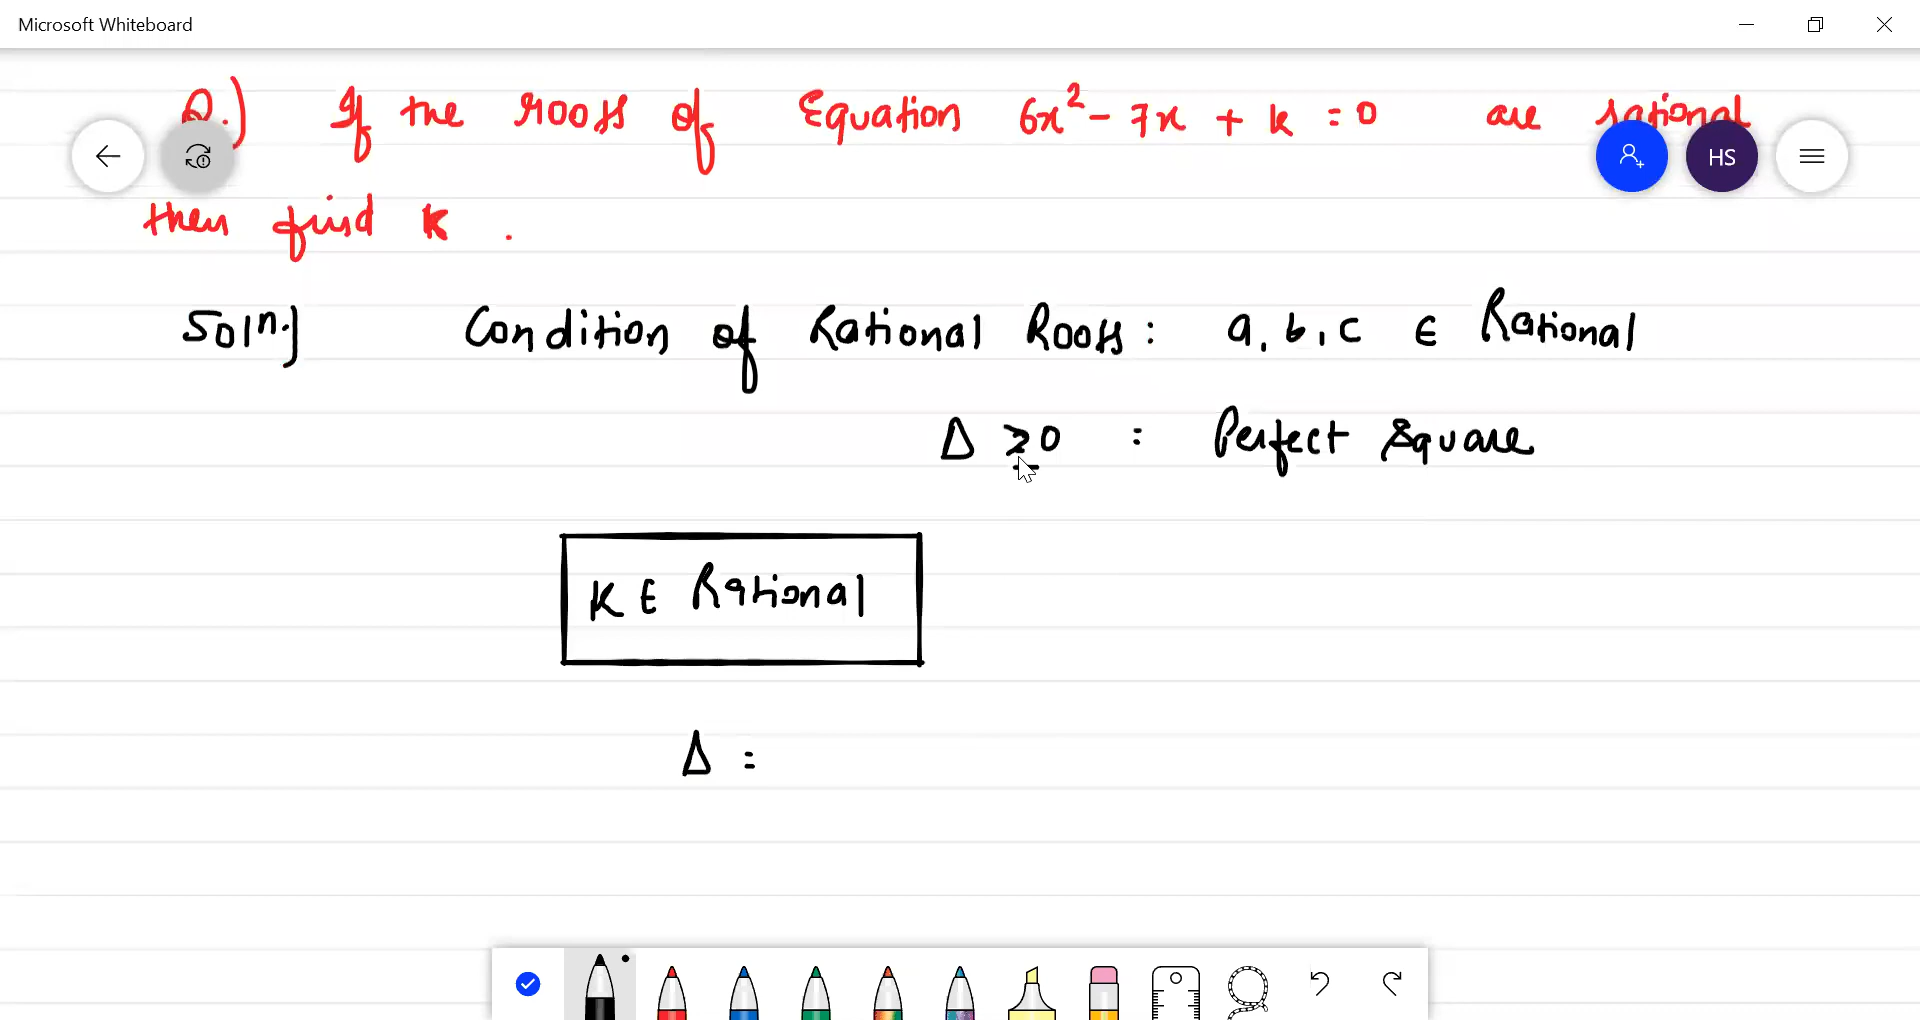 Microsoft Whiteboard
Q.) If the roots of Equation 6x² - 7x + k = 0 are rational
HS
then find k .
Soln.] Condition of Rational Roots : a, b, c ∈ Rational
Δ ≥ 0 : Perfect Square
K ∈ Rational
Δ =